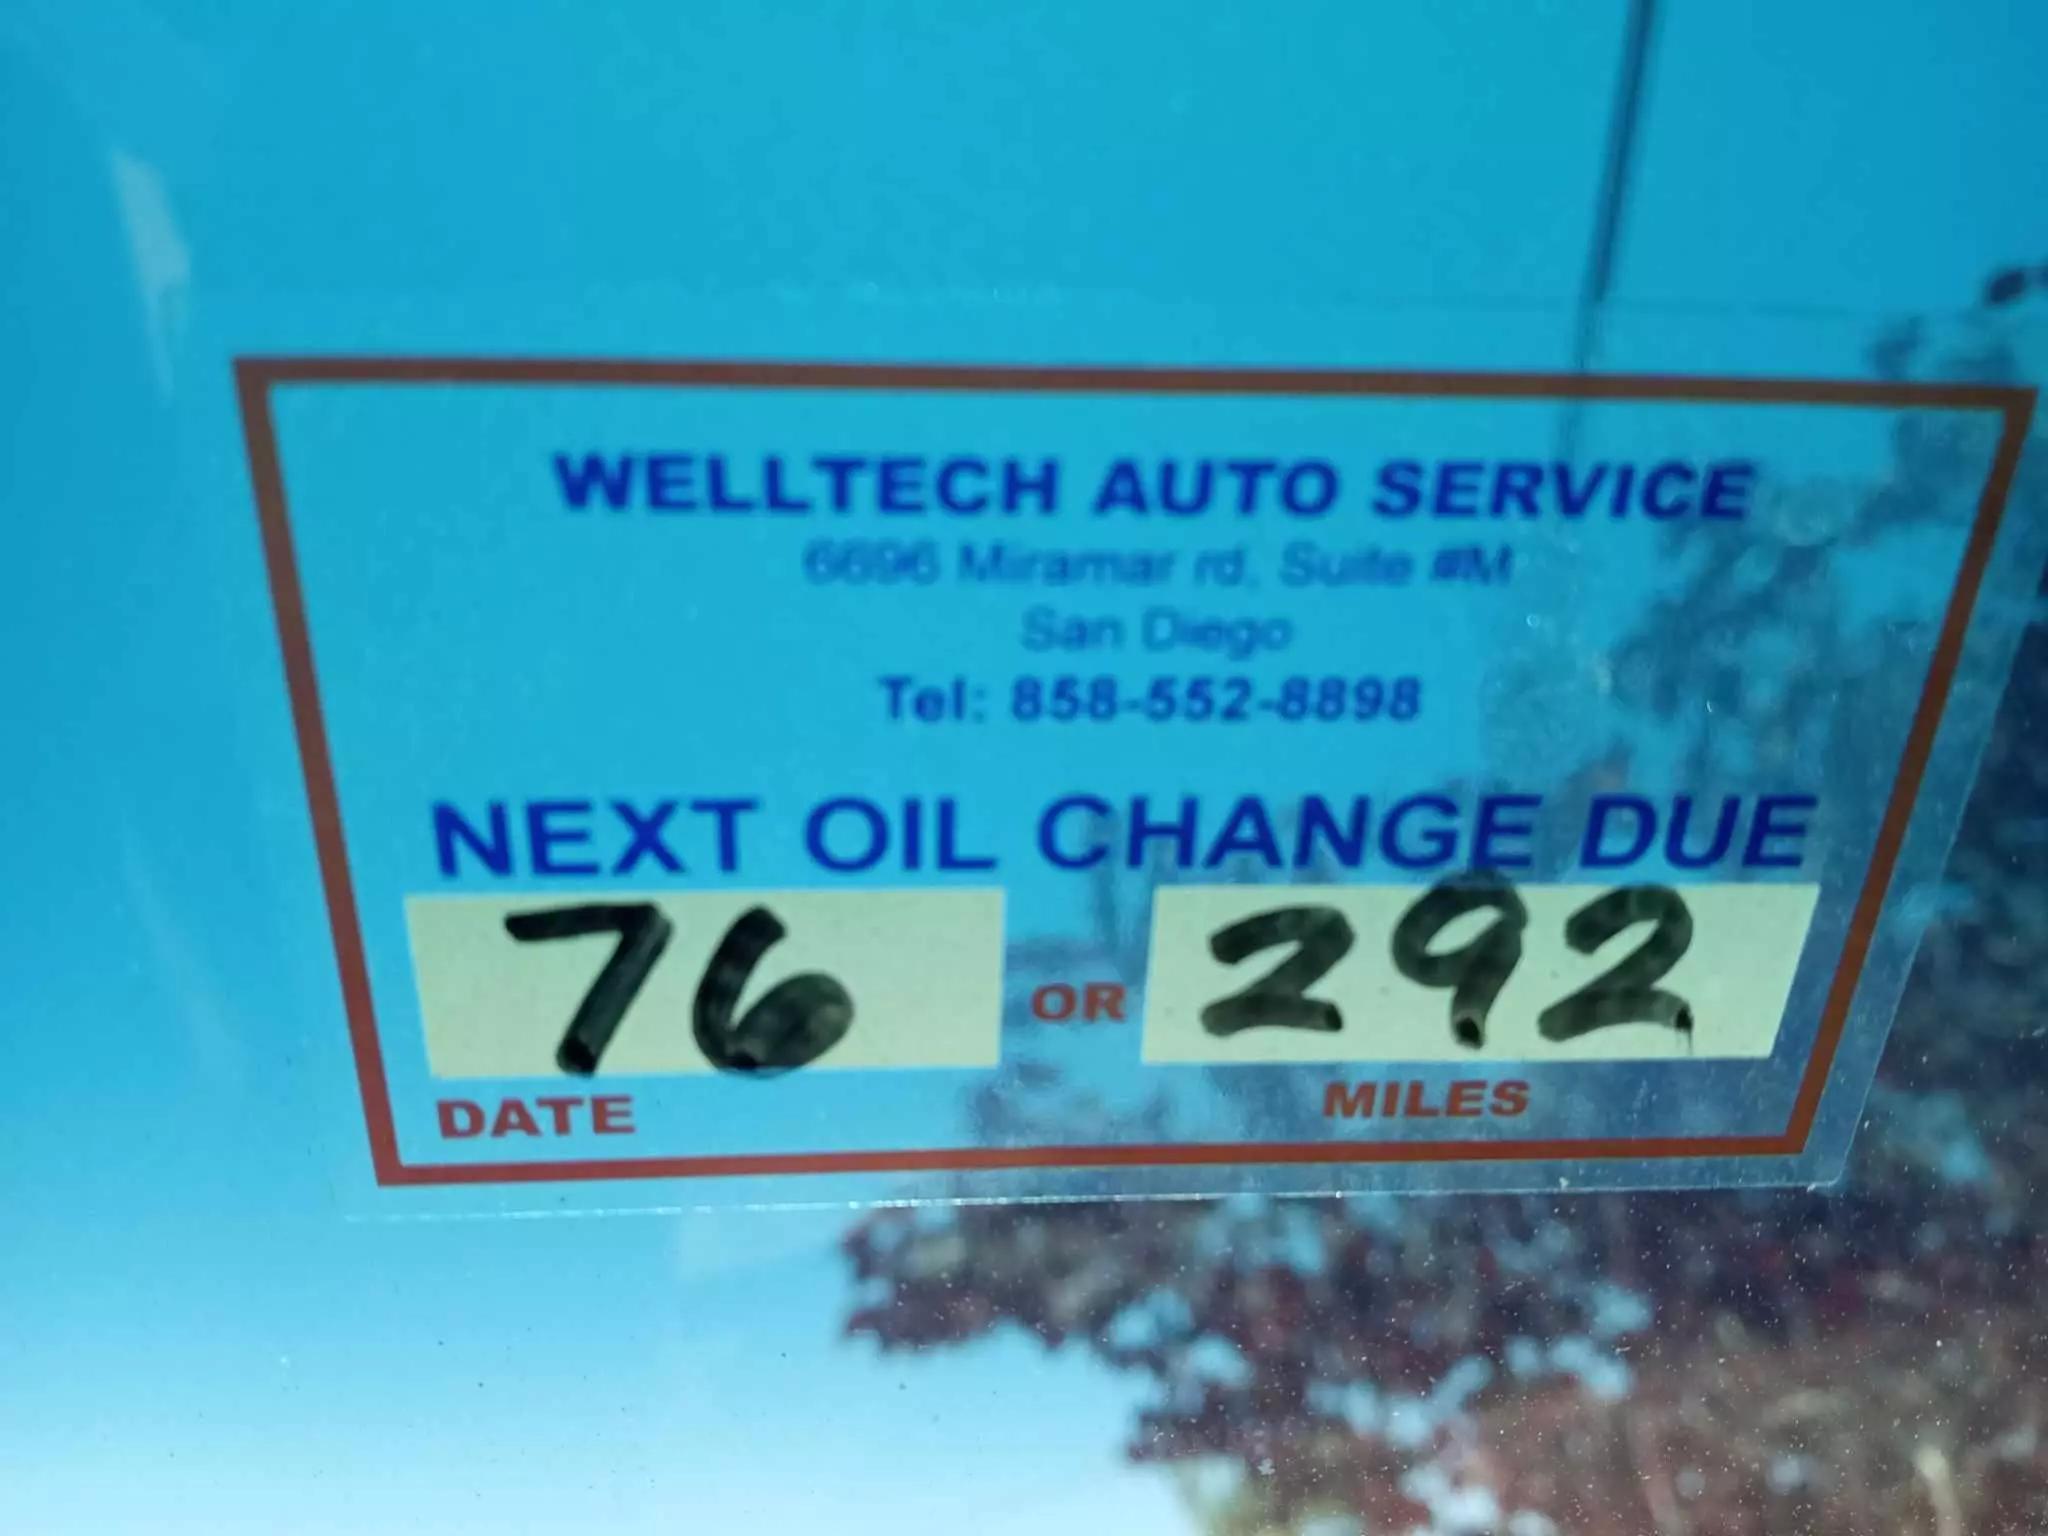 WELLTECH AUTO SERVICE
6696 Miramar rd, Suite #M
San Diego
Tel: 858-552-8898
NEXT OIL CHANGE DUE
76 OR 292
DATE MILES